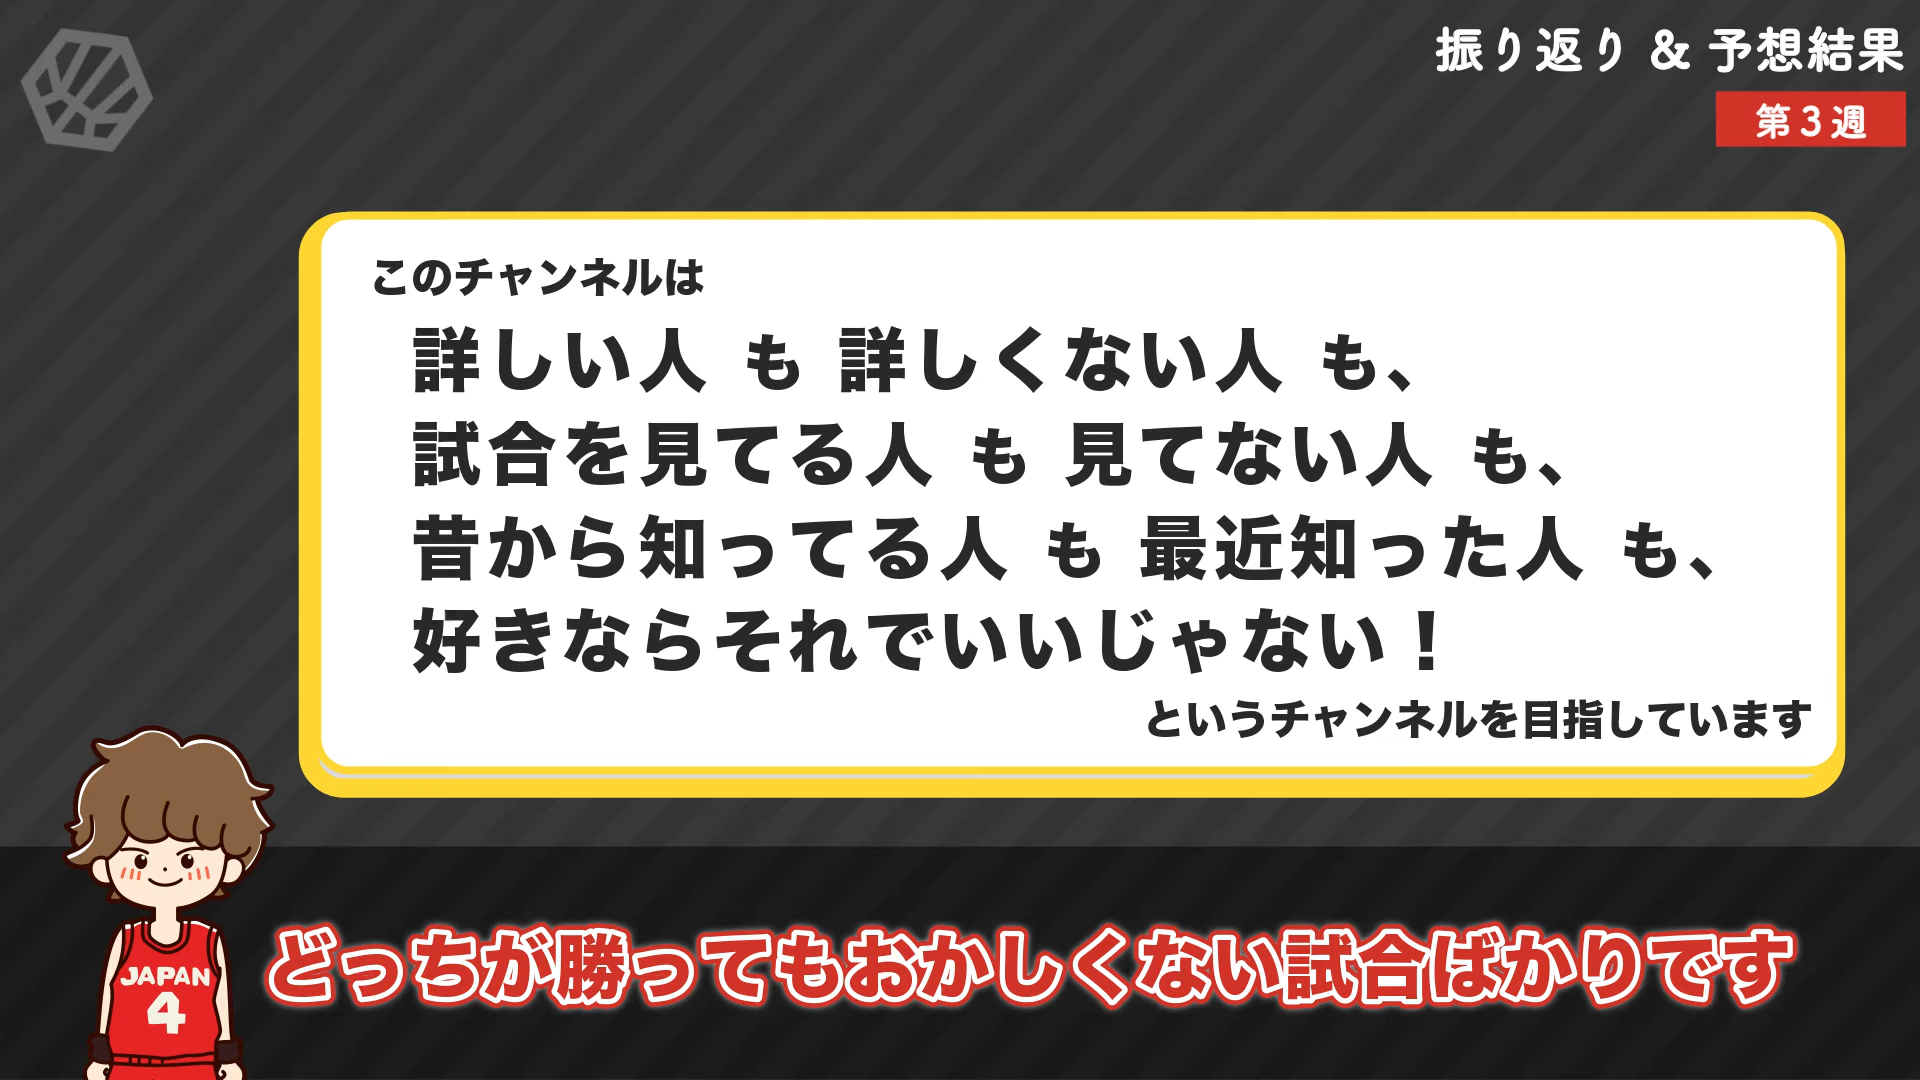 振り返り & 予想結果
第3週
このチャンネルは
詳しい人 も 詳しくない人 も、
試合を見てる人 も 見てない人 も、
昔から知ってる人 も 最近知った人 も、
好きならそれでいいじゃない！
というチャンネルを目指しています
JAPAN
4
どっちが勝ってもおかしくない試合ばかりです